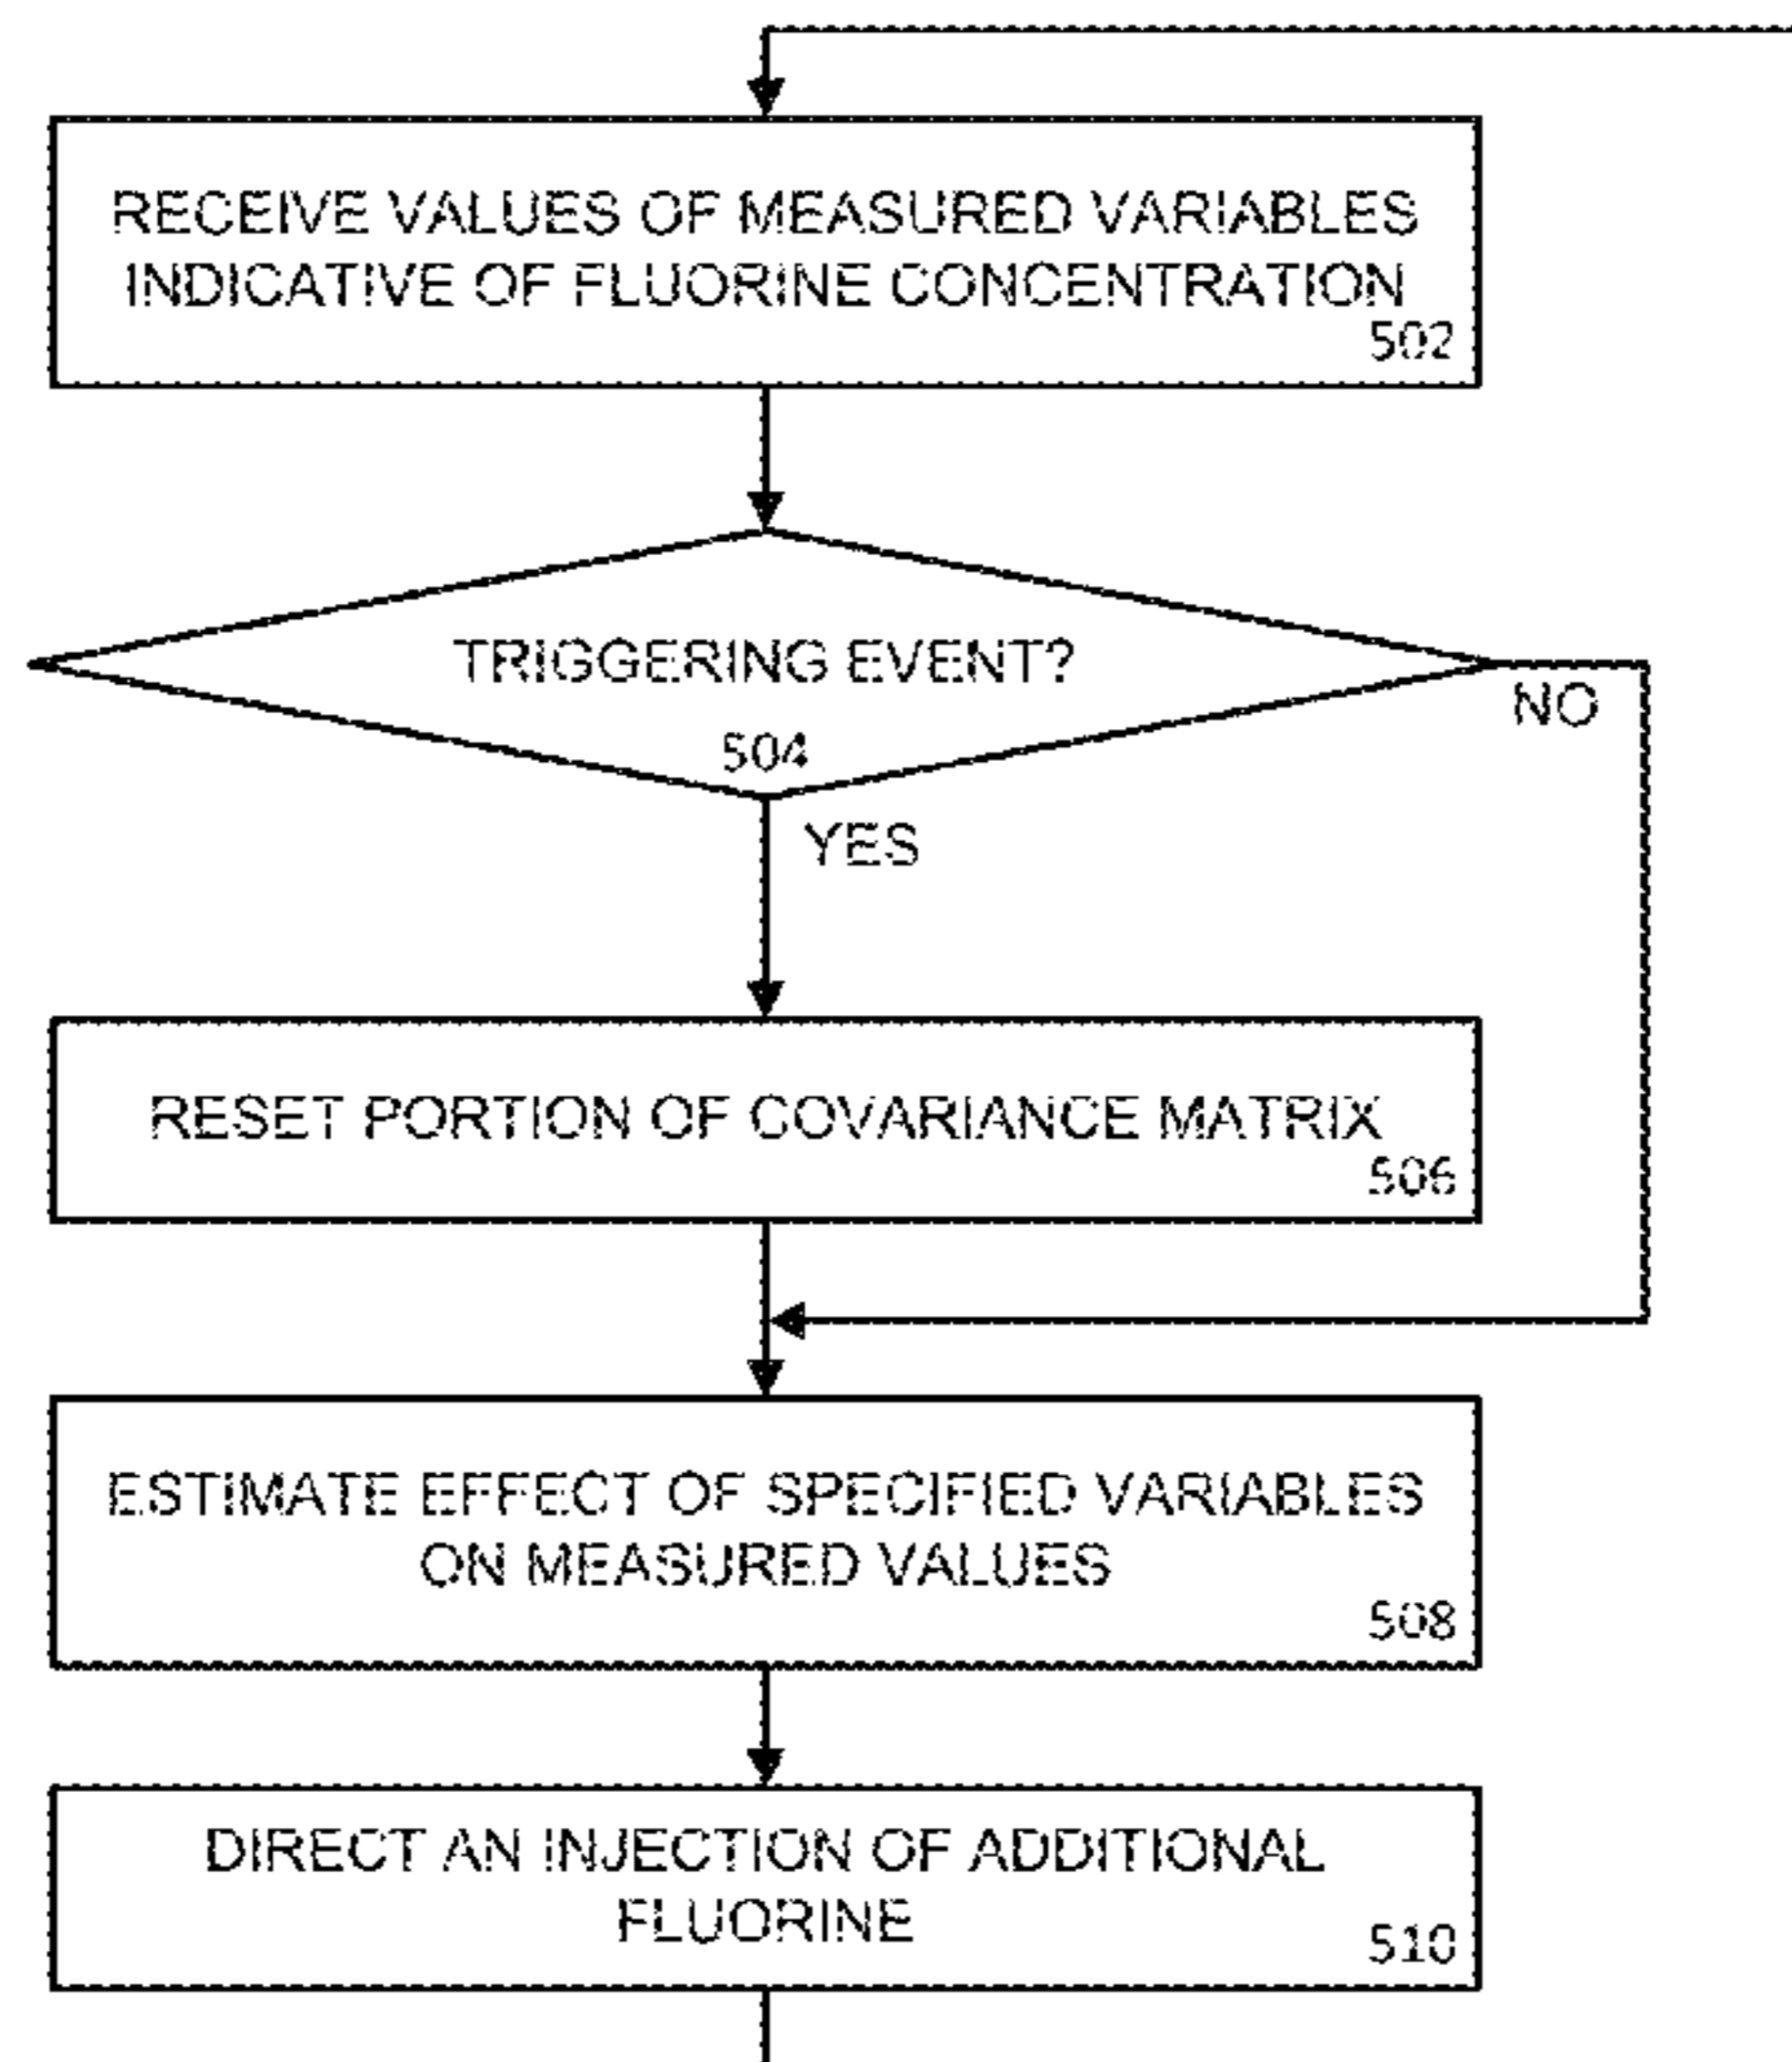 RECEIVE VALUES OF MEASURED VARIABLES
INDICATIVE OF FLUORINE CONCENTRATION
502
TRIGGERING EVENT?
504
NO
YES
RESET PORTION OF COVARIANCE MATRIX
506
ESTIMATE EFFECT OF SPECIFIED VARIABLES
ON MEASURED VALUES
508
DIRECT AN INJECTION OF ADDITIONAL
FLUORINE
510